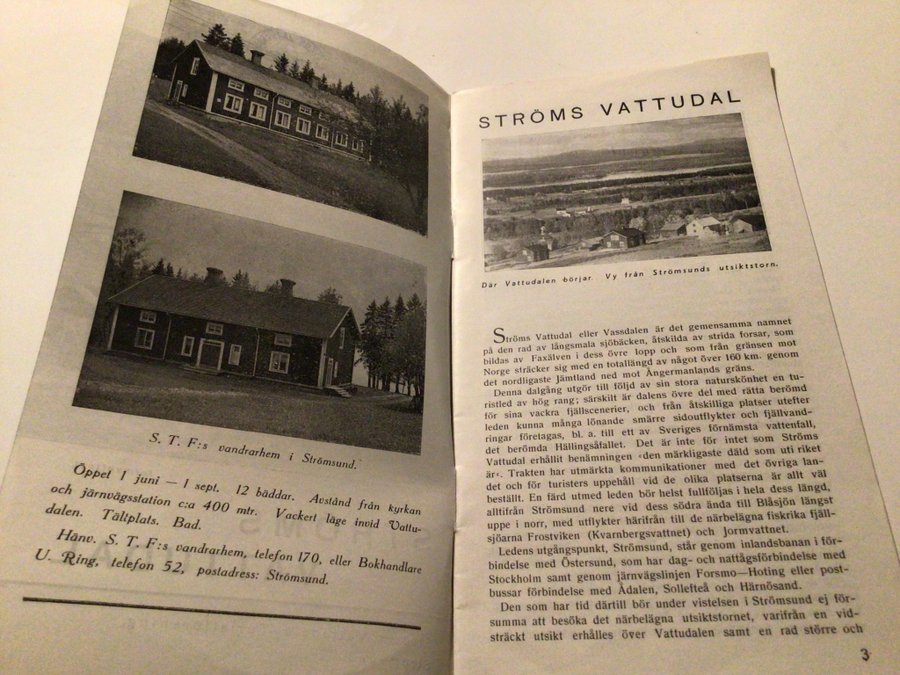 S. T. F:s vandrarhem i Strömsund.
Öppet 1 juni — 1 sept. 12 bäddar. Avstånd från kyrkan
och järnvägsstation c:a 400 mtr. Vackert läge invid Vattu-
dalen. Tältplats. Bad.
Hänv. S. T. F:s vandrarhem, telefon 170, eller Bokhandlare
U. Ring, telefon 52, postadress: Strömsund.
STRÖMS VATTUDAL
Där Vattudalen börjar. Vy från Strömsunds utsiktstorn.
Ströms Vattudal eller Vassdalen är det gemensamma namnet
på den rad av långsmala sjöbäcken, åtskilda av strida forsar, som
bildas av Faxälven i dess övre lopp och som från gränsen mot
Norge sträcker sig med en totallängd av något över 160 km. genom
det nordligaste Jämtland ned mot Ångermanlands gräns.
Denna dalgång utgör till följd av sin stora naturskönhet en tu-
ristled av hög rang; särskilt är dalens övre del med rätta berömd
för sina vackra fjällscenerier, och från åtskilliga platser utefter
leden kunna många lönande smärre sidoutflykter och fjällvand-
ringar företagas, bl. a. till ett av Sveriges förnämsta vattenfall,
det berömda Hällingsåfallet. Det är inte för intet som Ströms
Vattudal erhållit benämningen «den märkligaste däld som uti riket
är«. Trakten har utmärkta kommunikationer med det övriga lan-
det och för turisters uppehåll vid de olika platserna är allt väl
beställt. En färd utmed leden bör helst fullföljas i hela dess längd,
alltifrån Strömsund nere vid dess södra ända till Blåsjön längst
uppe i norr, med utflykter härifrån till de närbelägna fiskrika fjäll-
sjöarna Frostviken (Kvarnbergsvattnet) och Jormvattnet.
Ledens utgångspunkt, Strömsund, står genom inlandsbanan i för-
bindelse med Östersund, som har dag- och nattågsförbindelse med
Stockholm samt genom järnvägslinjen Forsmo—Hoting eller post-
bussar förbindelse med Ådalen, Sollefteå och Härnösand.
Den som har tid därtill bör under vistelsen i Strömsund ej för-
summa att besöka det närbelägna utsiktstornet, varifrån en vid-
sträckt utsikt erhålles över Vattudalen samt en rad större och
3